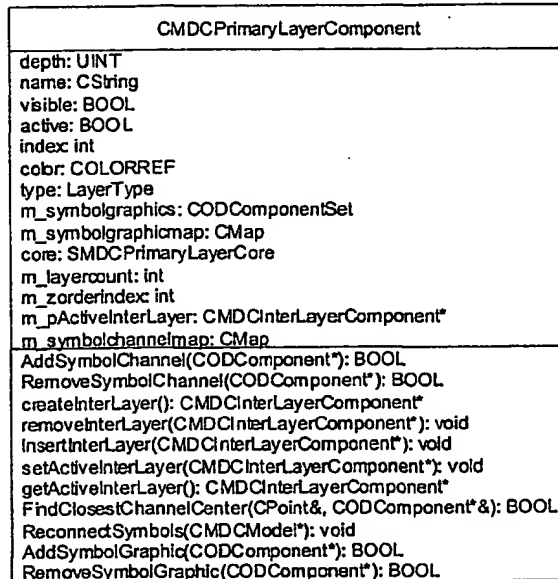 CMDCPrimaryLayerComponent
depth: UINT
name: CString
visible: BOOL
active: BOOL
index: int
color: COLORREF
type: LayerType
m_symbolgraphics: CODComponentSet
m_symbolgraphicmap: CMap
core: SMDCPrimaryLayerCore
m_layercount: int
m_zorderindex: int
m_pActiveInterLayer: CMDCInterLayerComponent*
m_symbolchannelmap: CMap
AddSymbolChannel(CODComponent*): BOOL
RemoveSymbolChannel(CODComponent*): BOOL
createInterLayer(): CMDCInterLayerComponent*
removeInterLayer(CMDCInterLayerComponent*): void
InsertInterLayer(CMDCInterLayerComponent*): void
setActiveInterLayer(CMDCInterLayerComponent*): void
getActiveInterLayer(): CMDCInterLayerComponent*
FindClosestChannelCenter(CPoint&, CODComponent*&): BOOL
ReconnectSymbols(CMDCModel*): void
AddSymbolGraphic(CODComponent*): BOOL
RemoveSymbolGraphic(CODComponent*): BOOL